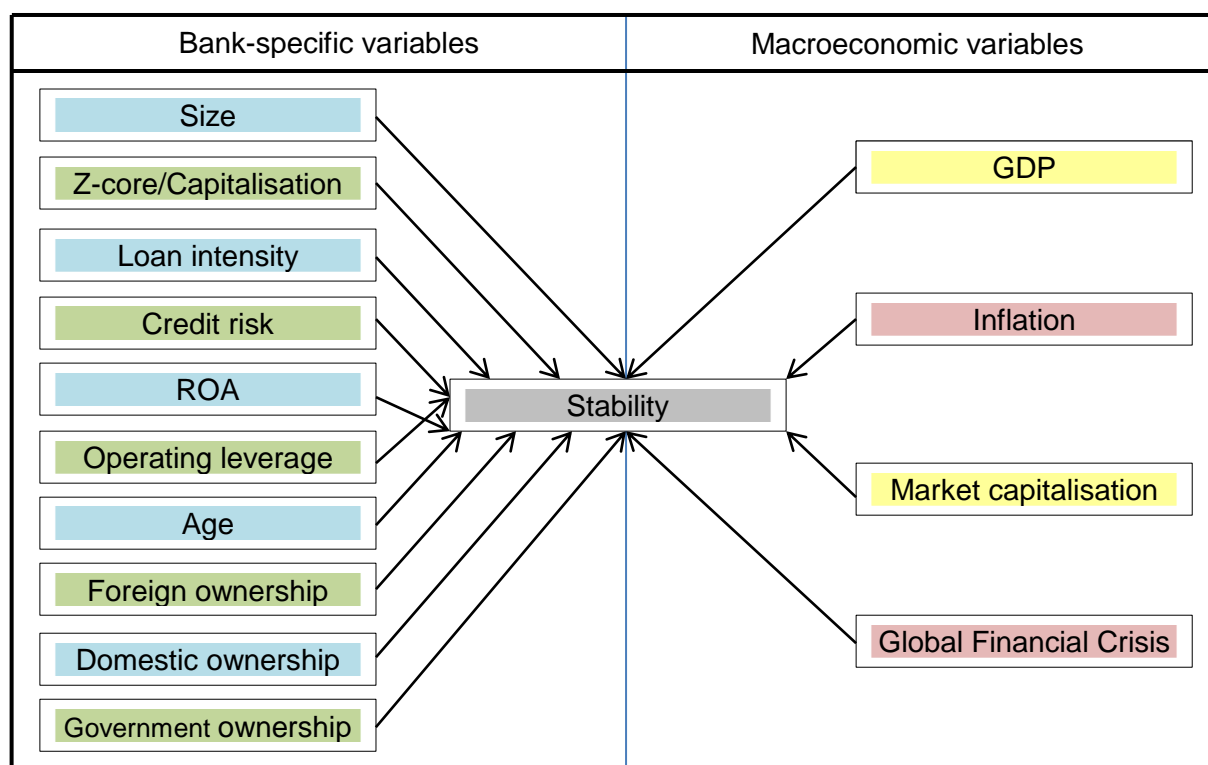 Bank-specific variables
Macroeconomic variables
Size
Z-core/Capitalisation
Loan intensity
Credit risk
ROA
Operating leverage
Age
Foreign ownership
Domestic ownership
Government ownership
Stability
GDP
Inflation
Market capitalisation
Global Financial Crisis